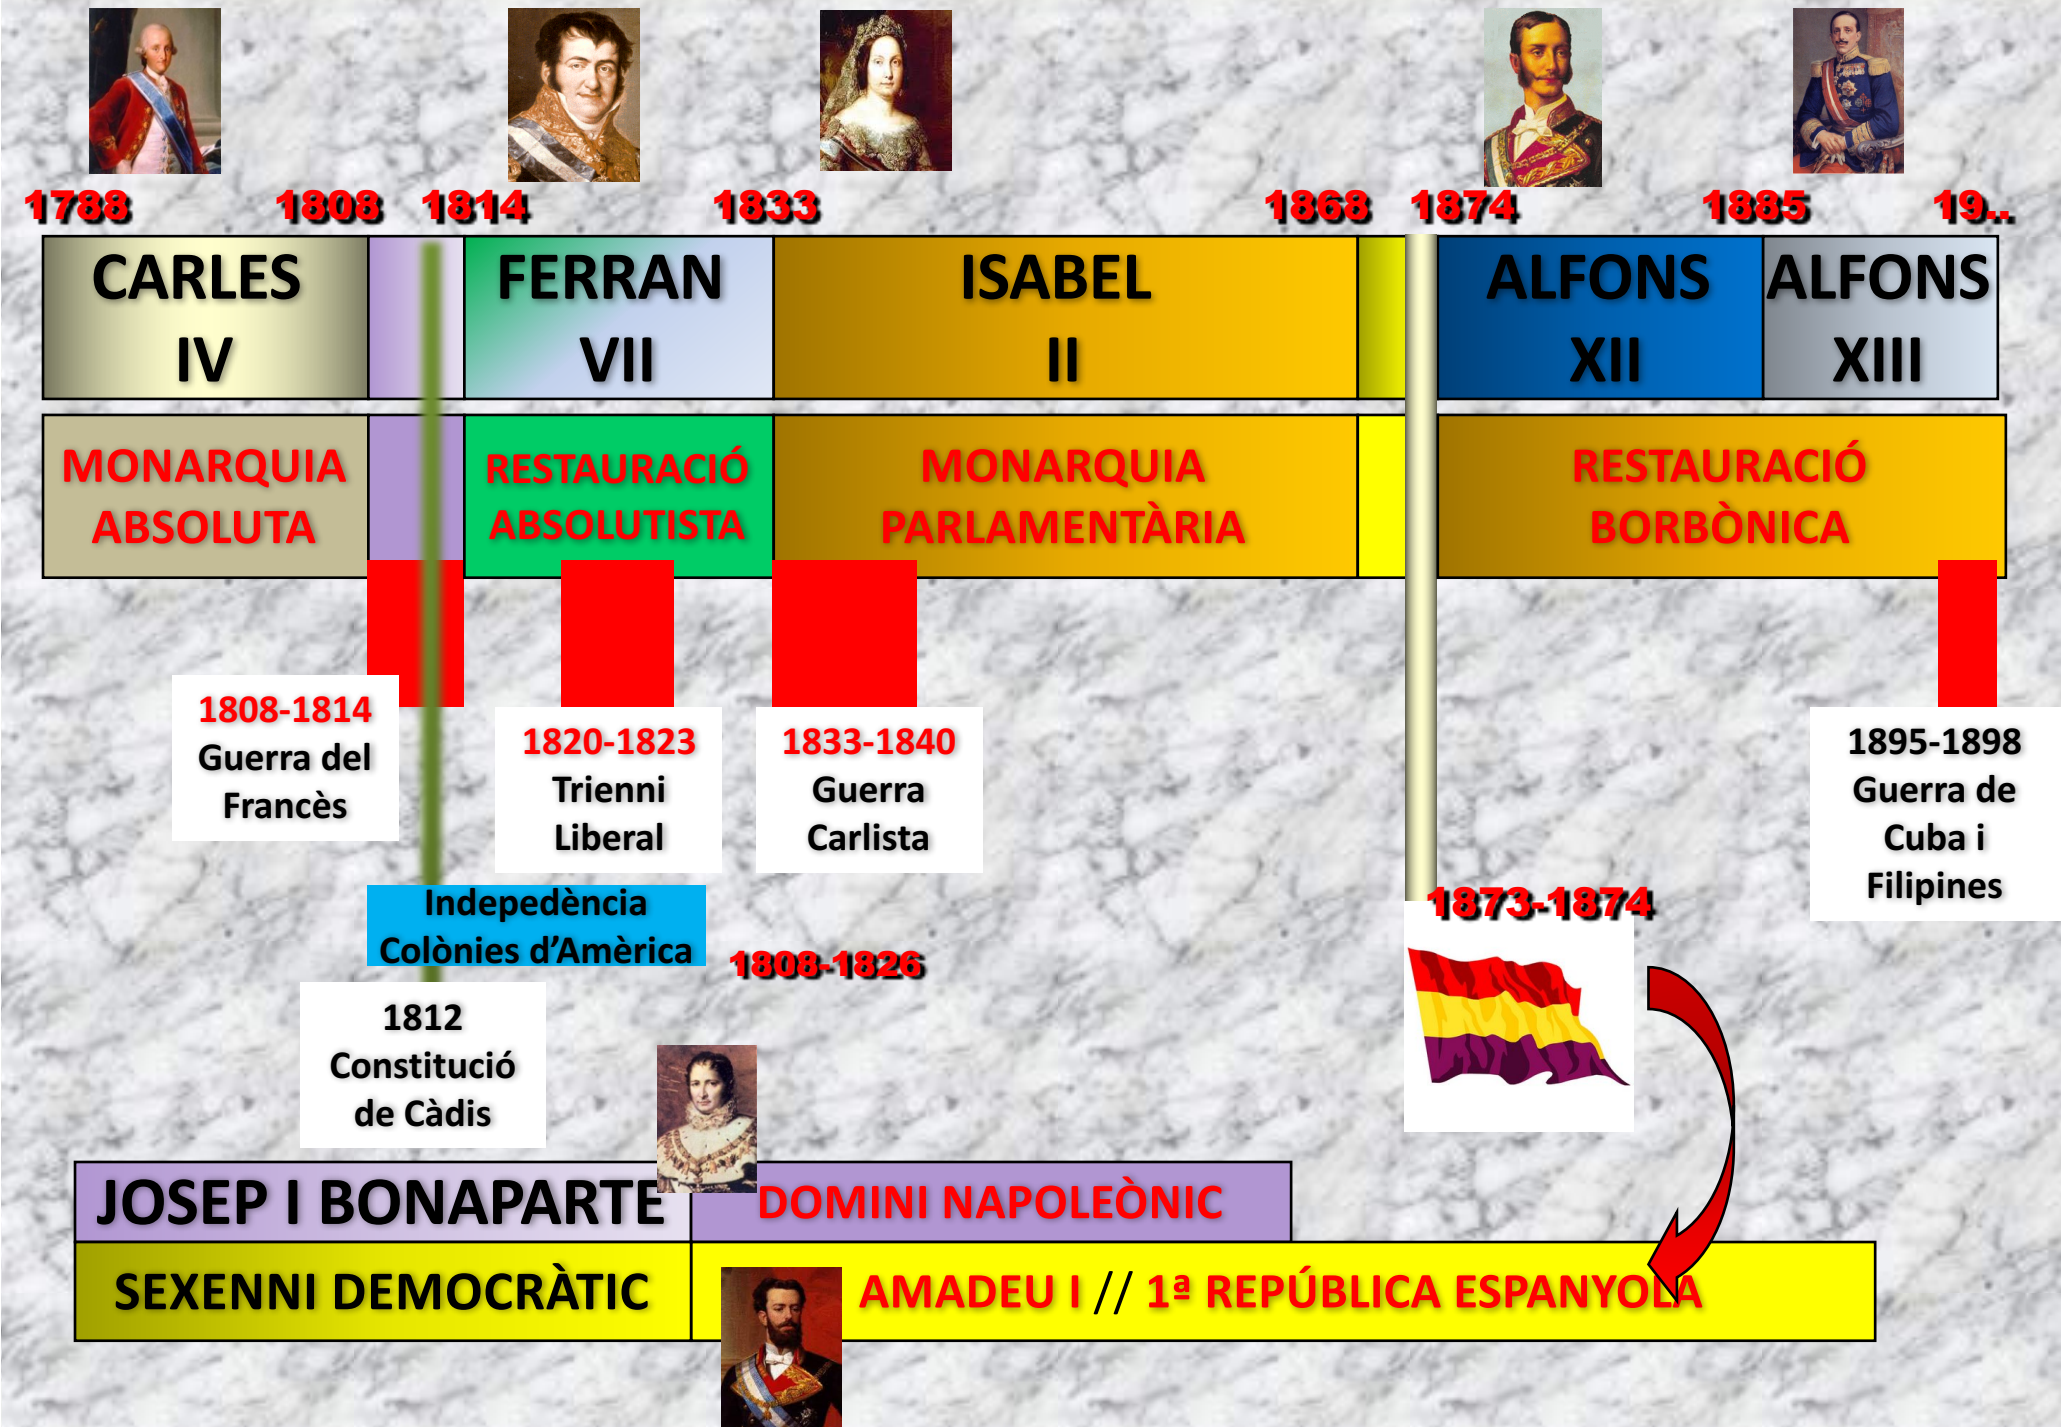 1788
1808
1814
1833
1868
1874
1885
19..
CARLES
IV
FERRAN
VII
ISABEL
II
ALFONS
XII
ALFONS
XIII
MONARQUIA
ABSOLUTA
RESTAURACIÓ
ABSOLUTISTA
MONARQUIA
PARLAMENTÀRIA
RESTAURACIÓ
BORBÒNICA
1808-1814
Guerra del
Francès
1820-1823
Trienni
Liberal
1833-1840
Guerra
Carlista
1895-1898
Guerra de
Cuba i
Filipines
Indepedència
Colònies d’Amèrica
1808-1826
1873-1874
1812
Constitució
de Càdis
JOSEP I BONAPARTE
DOMINI NAPOLEÒNIC
SEXENNI DEMOCRÀTIC
AMADEU I // 1ª REPÚBLICA ESPANYOLA